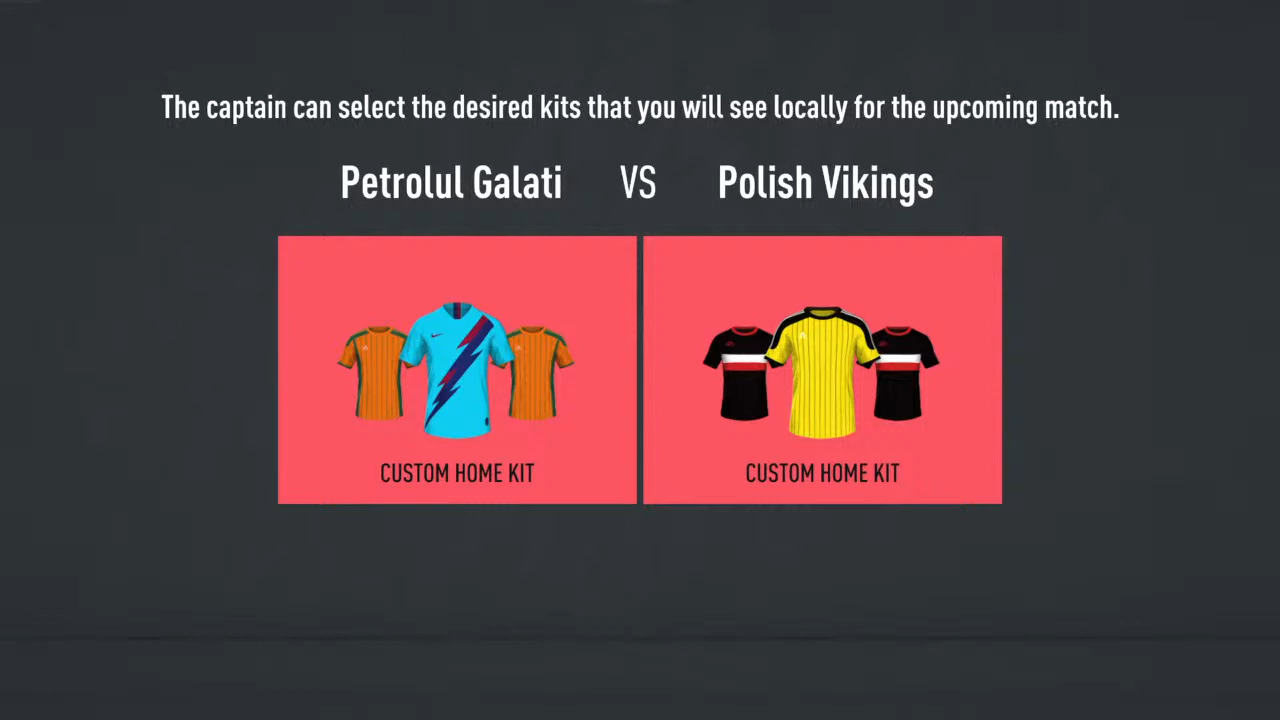 The captain can select the desired kits that you will see locally for the upcoming match.
Petrolul Galati VS Polish Vikings
CUSTOM HOME KIT CUSTOM HOME KIT